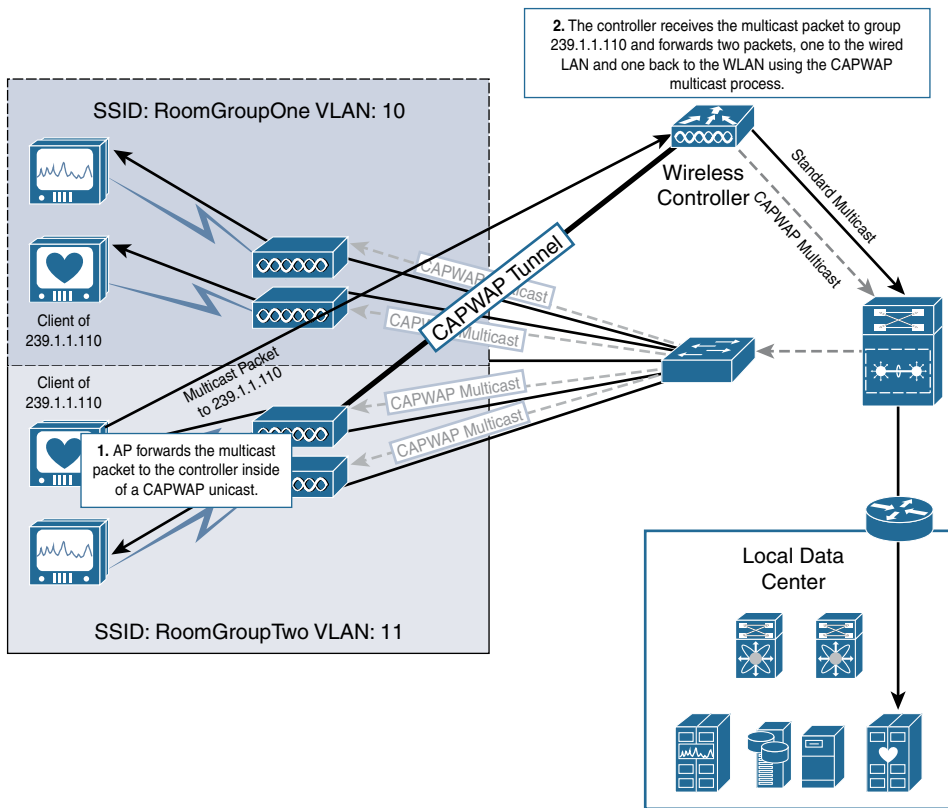 2. The controller receives the multicast packet to group
239.1.1.110 and forwards two packets, one to the wired
LAN and one back to the WLAN using the CAPWAP
multicast process.
SSID: RoomGroupOne VLAN: 10
Wireless
Controller
Standard Multicast
CAPWAP Multicast
CAPWAP Multicast
CAPWAP Tunnel
CAPWAP Multicast
Client of
239.1.1.110
Multicast Packet
to 239.1.1.110
Client of
239.1.1.110
CAPWAP Multicast
CAPWAP Multicast
1. AP forwards the multicast
packet to the controller inside
of a CAPWAP unicast.
SSID: RoomGroupTwo VLAN: 11
Local Data
Center